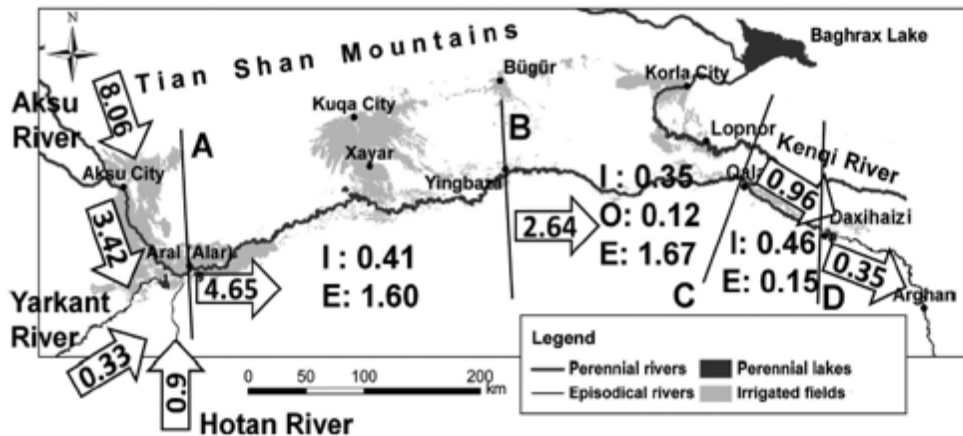 N
Tian Shan Mountains
Baghrax Lake
Aksu
River
8.06
A
Kuqa City
Bügür
Korla City
B
Lopnor
Kengi River
Aksu City
Xayar
Yingbaza
I : 0.35
0.96
3.42
2.64
O: 0.12
Daxihaizi
Aral (Alar)
I : 0.41
E: 1.67
I: 0.46
4.65
E: 1.60
C
E: 0.15
D
0.35
Arghan
Yarkant
River
0.33
0.9
Hotan River
0 50 100 200
km
Legend
Perennial rivers
Perennial lakes
Episodical rivers
Irrigated fields